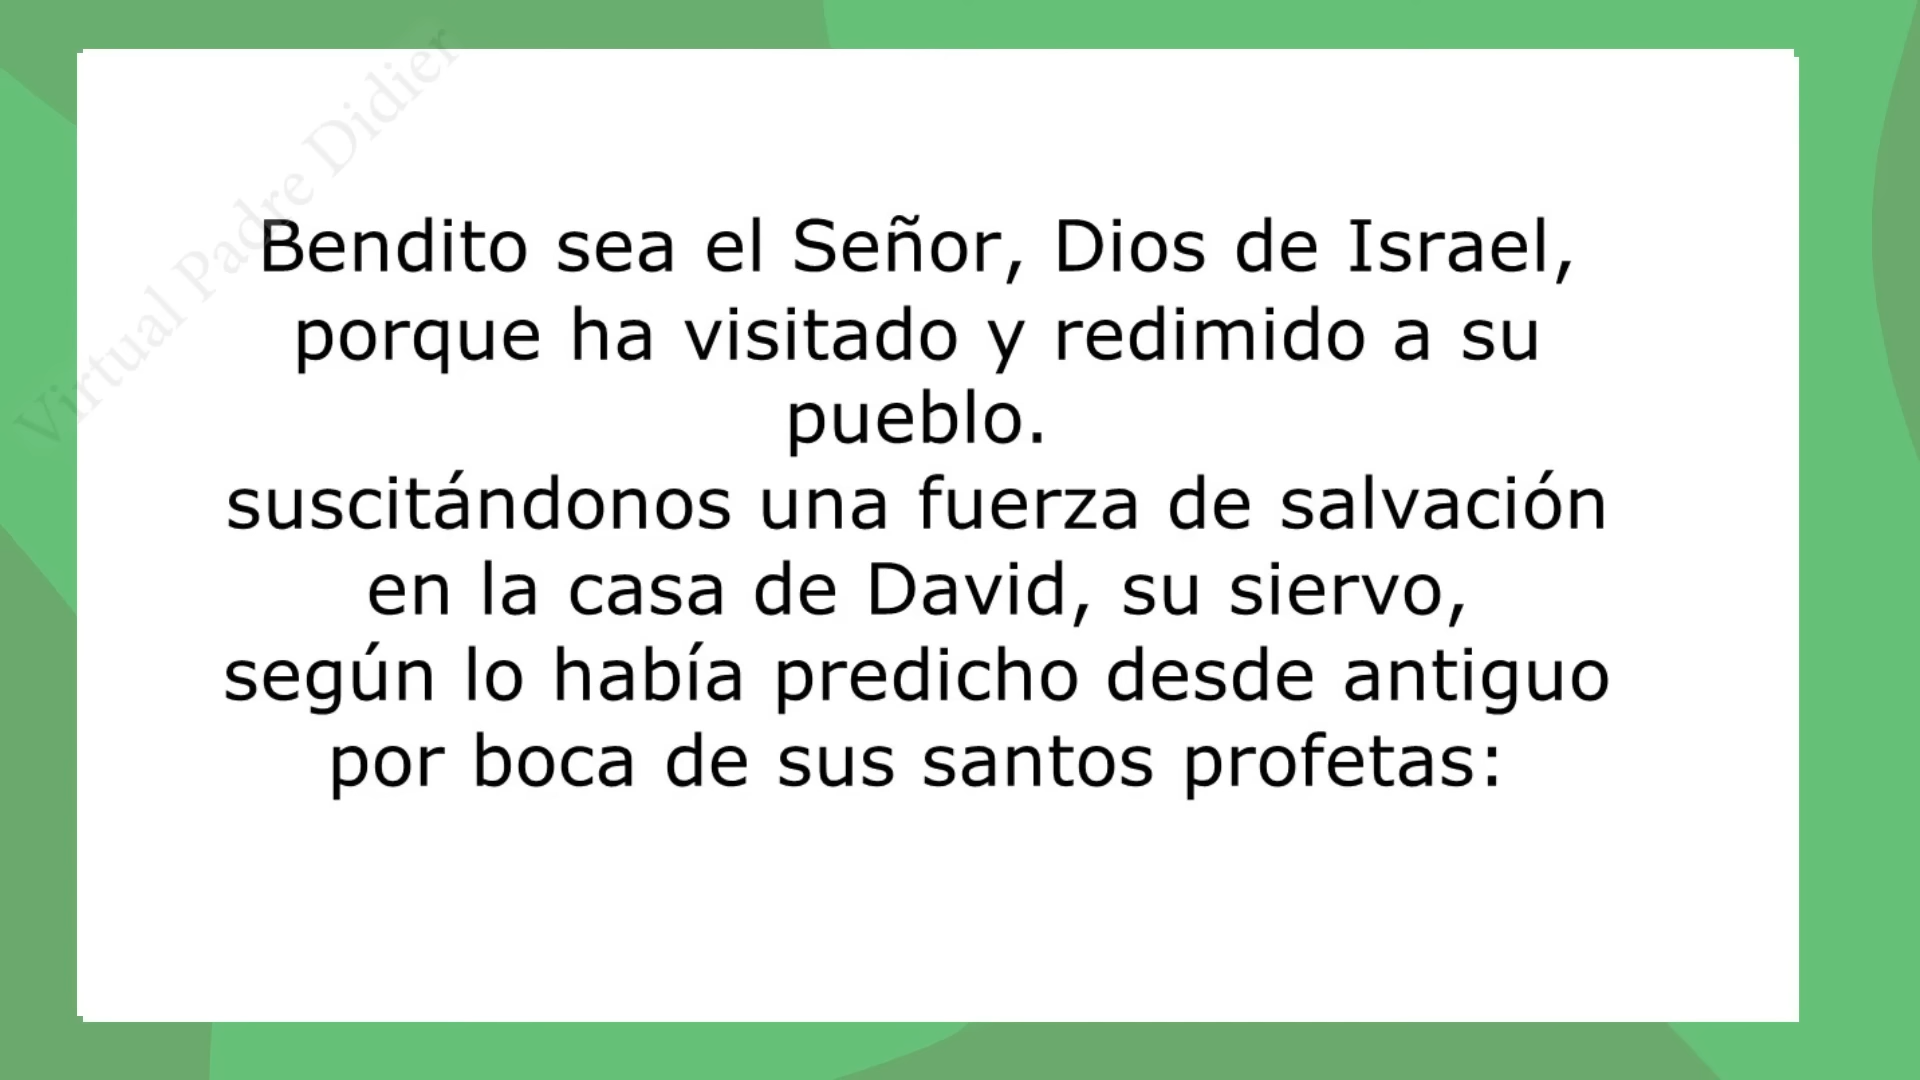 Virtual Padre Didier
Bendito sea el Señor, Dios de Israel,
porque ha visitado y redimido a su
pueblo.
suscitándonos una fuerza de salvación
en la casa de David, su siervo,
según lo había predicho desde antiguo
por boca de sus santos profetas: